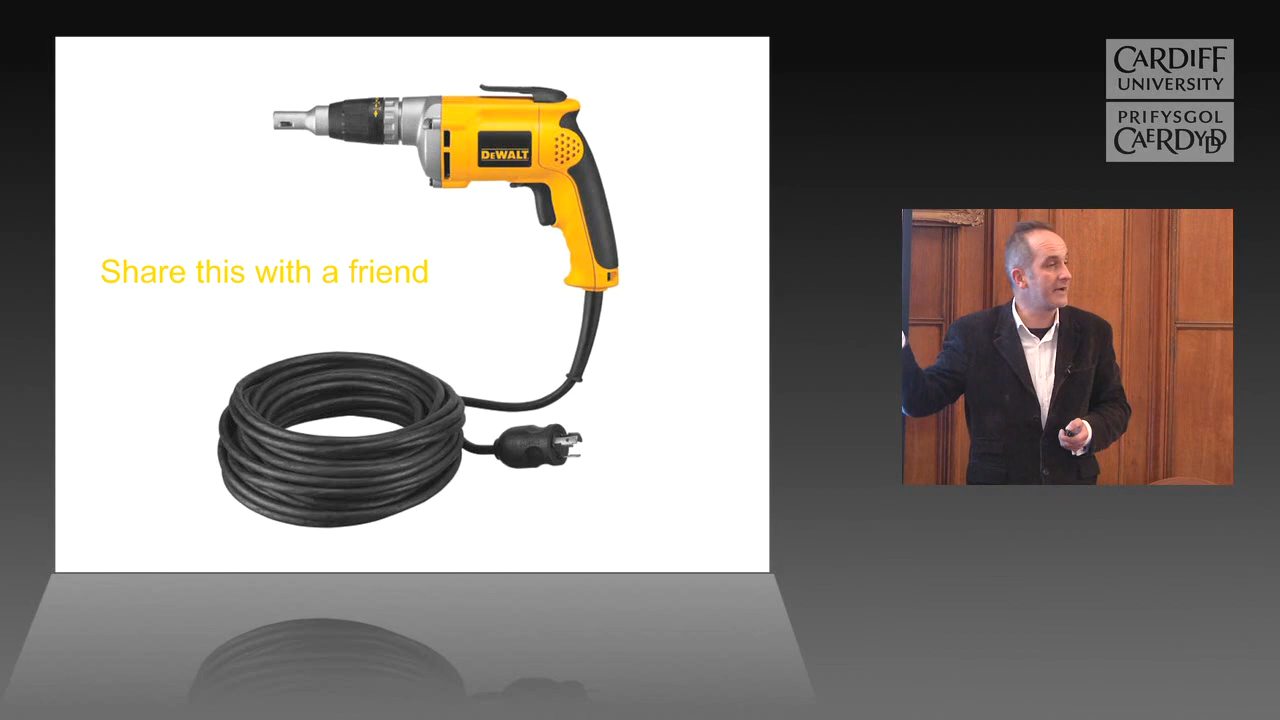 DEWALT
Share this with a friend
CARDIFF
UNIVERSITY
PRIFYSGOL
CAERDYDD